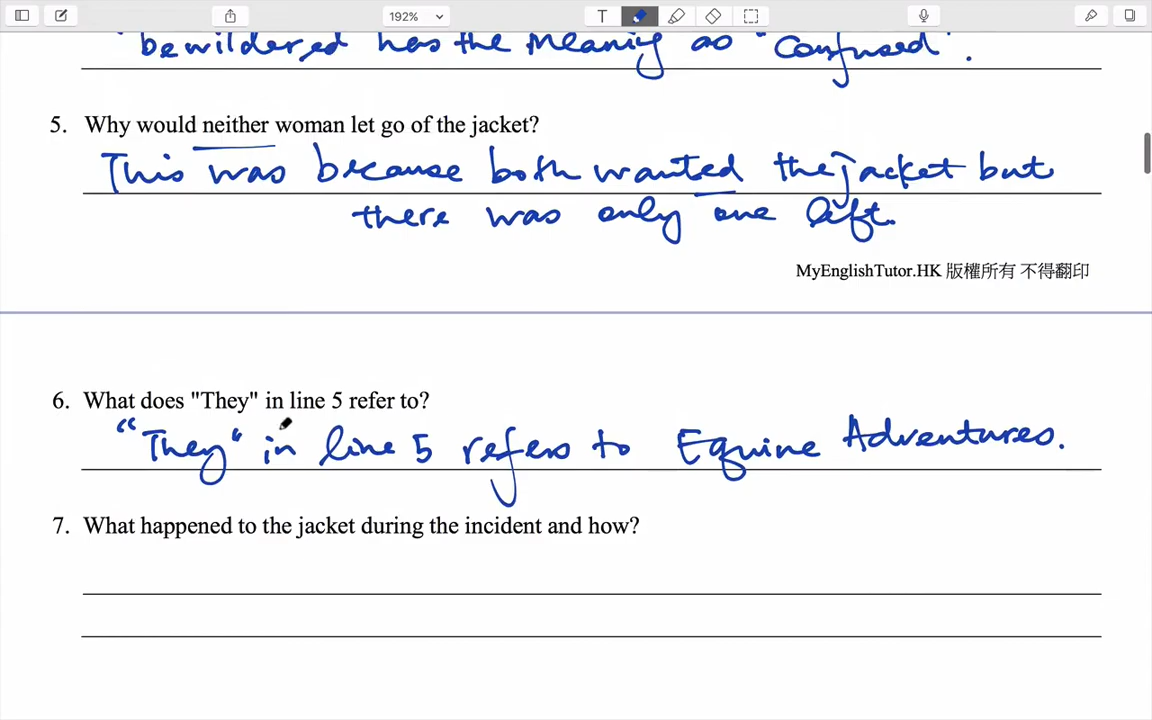 192%
"bewildered has the meaning as "confused".
5. Why would neither woman let go of the jacket?
This was because both wanted the jacket but
there was only one left.
MyEnglishTutor.HK 版權所有 不得翻印
6. What does "They" in line 5 refer to?
"They" in line 5 refers to Equine Adventures.
7. What happened to the jacket during the incident and how?